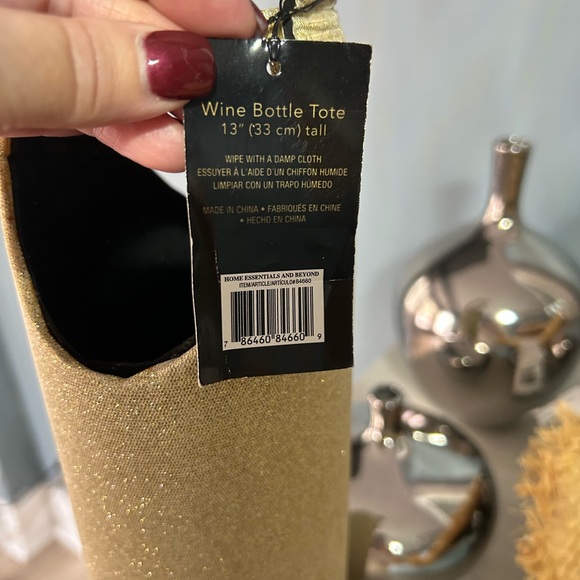 Wine Bottle Tote
13" (33 cm) tall
WIPE WITH A DAMP CLOTH
ESSUYER À L'AIDE D'UN CHIFFON HUMIDE
LIMPIAR CON UN TRAPO HÚMEDO
MADE IN CHINA • FABRIQUÉS EN CHINE
• HECHO EN CHINA
HOME ESSENTIALS AND BEYOND
ITEM/ARTICLE/ARTÍCULO# 84660
7 86460 84660 9